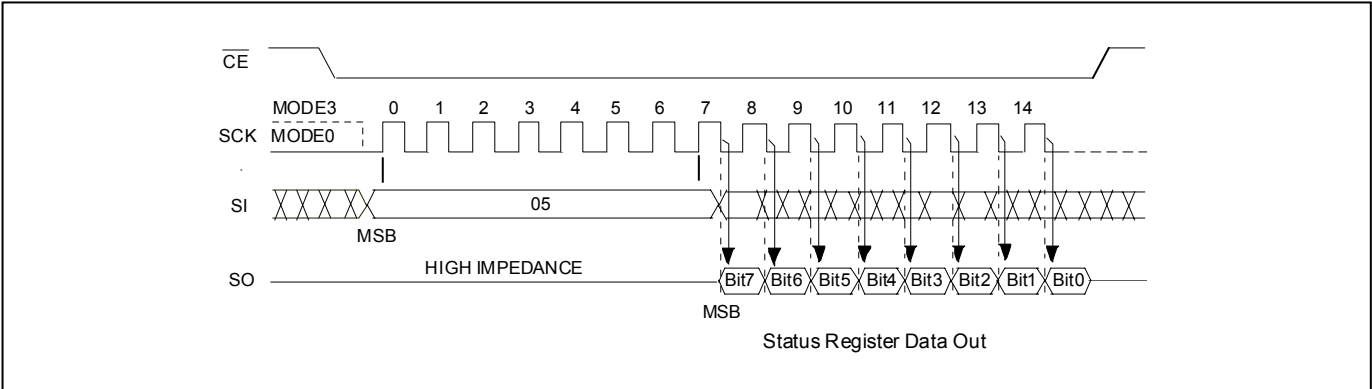 CE
MODE3 0 1 2 3 4 5 6 7 8 9 10 11 12 13 14
SCK MODE0
SI 05
MSB
SO HIGH IMPEDANCE Bit7 Bit6 Bit5 Bit4 Bit3 Bit2 Bit1 Bit0
MSB
Status Register Data Out